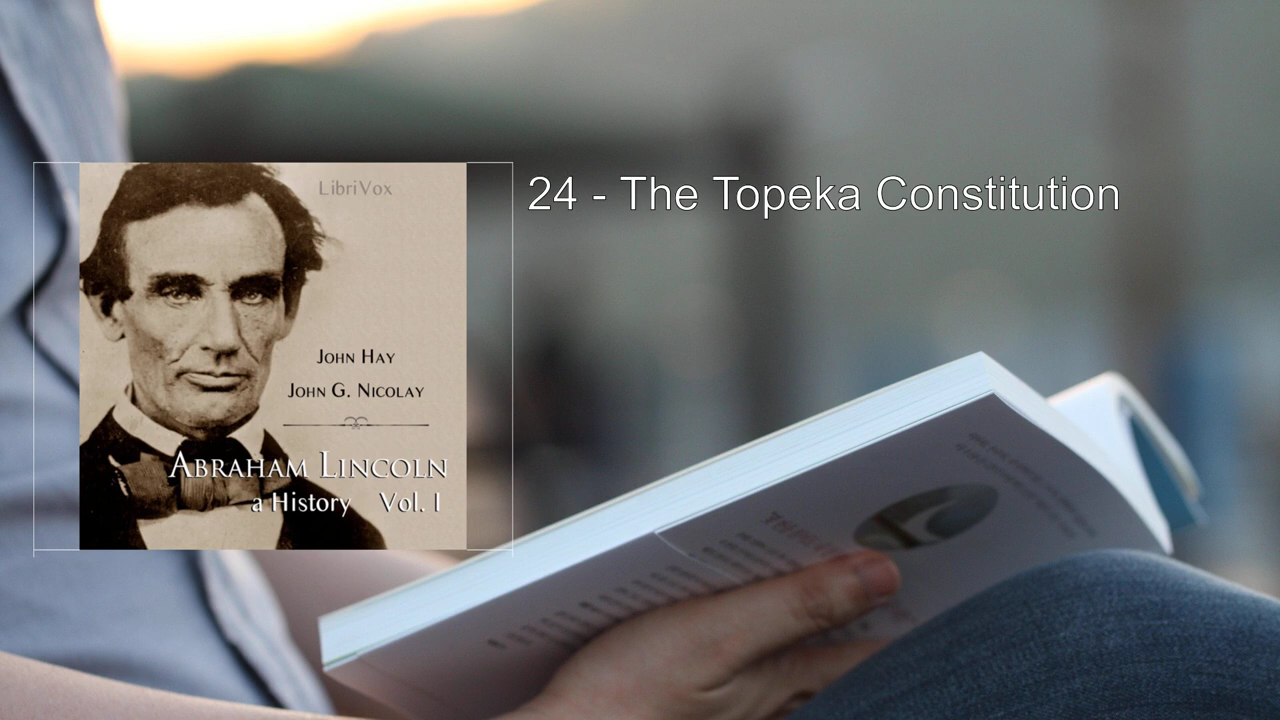 LibriVox
JOHN HAY
JOHN G. NICOLAY
ABRAHAM LINCOLN
a History Vol. I
24 - The Topeka Constitution